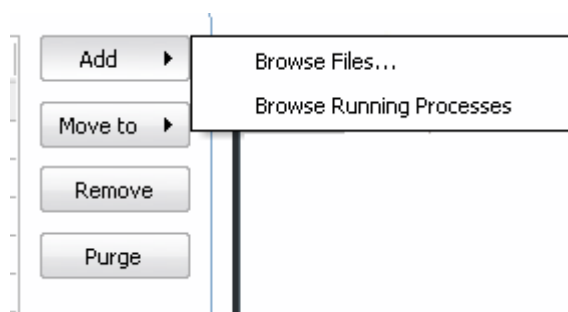 Add
Browse Files...
Browse Running Processes
Move to
Remove
Purge